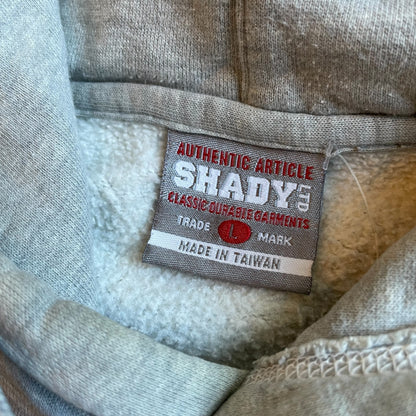 AUTHENTIC ARTICLE
SHADY LTD
CLASSIC DURABLE GARMENTS
TRADE L MARK
MADE IN TAIWAN